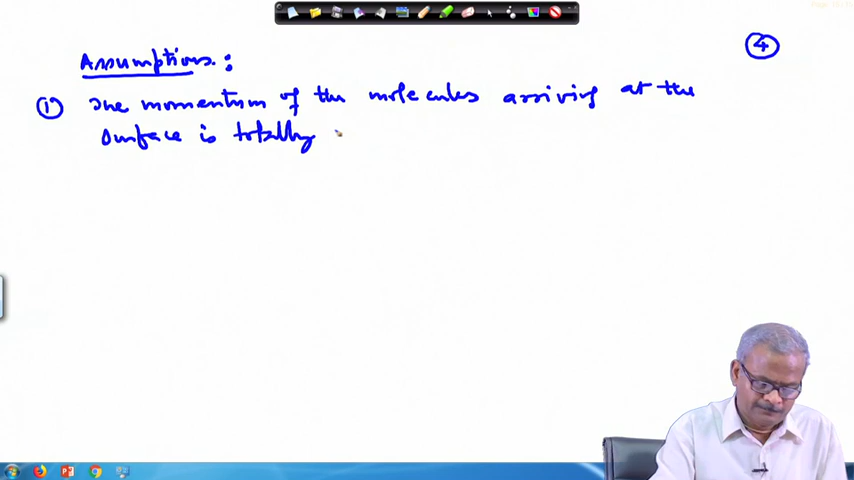 4
Assumptions:
① The momentum of the molecules arriving at the
surface is totally